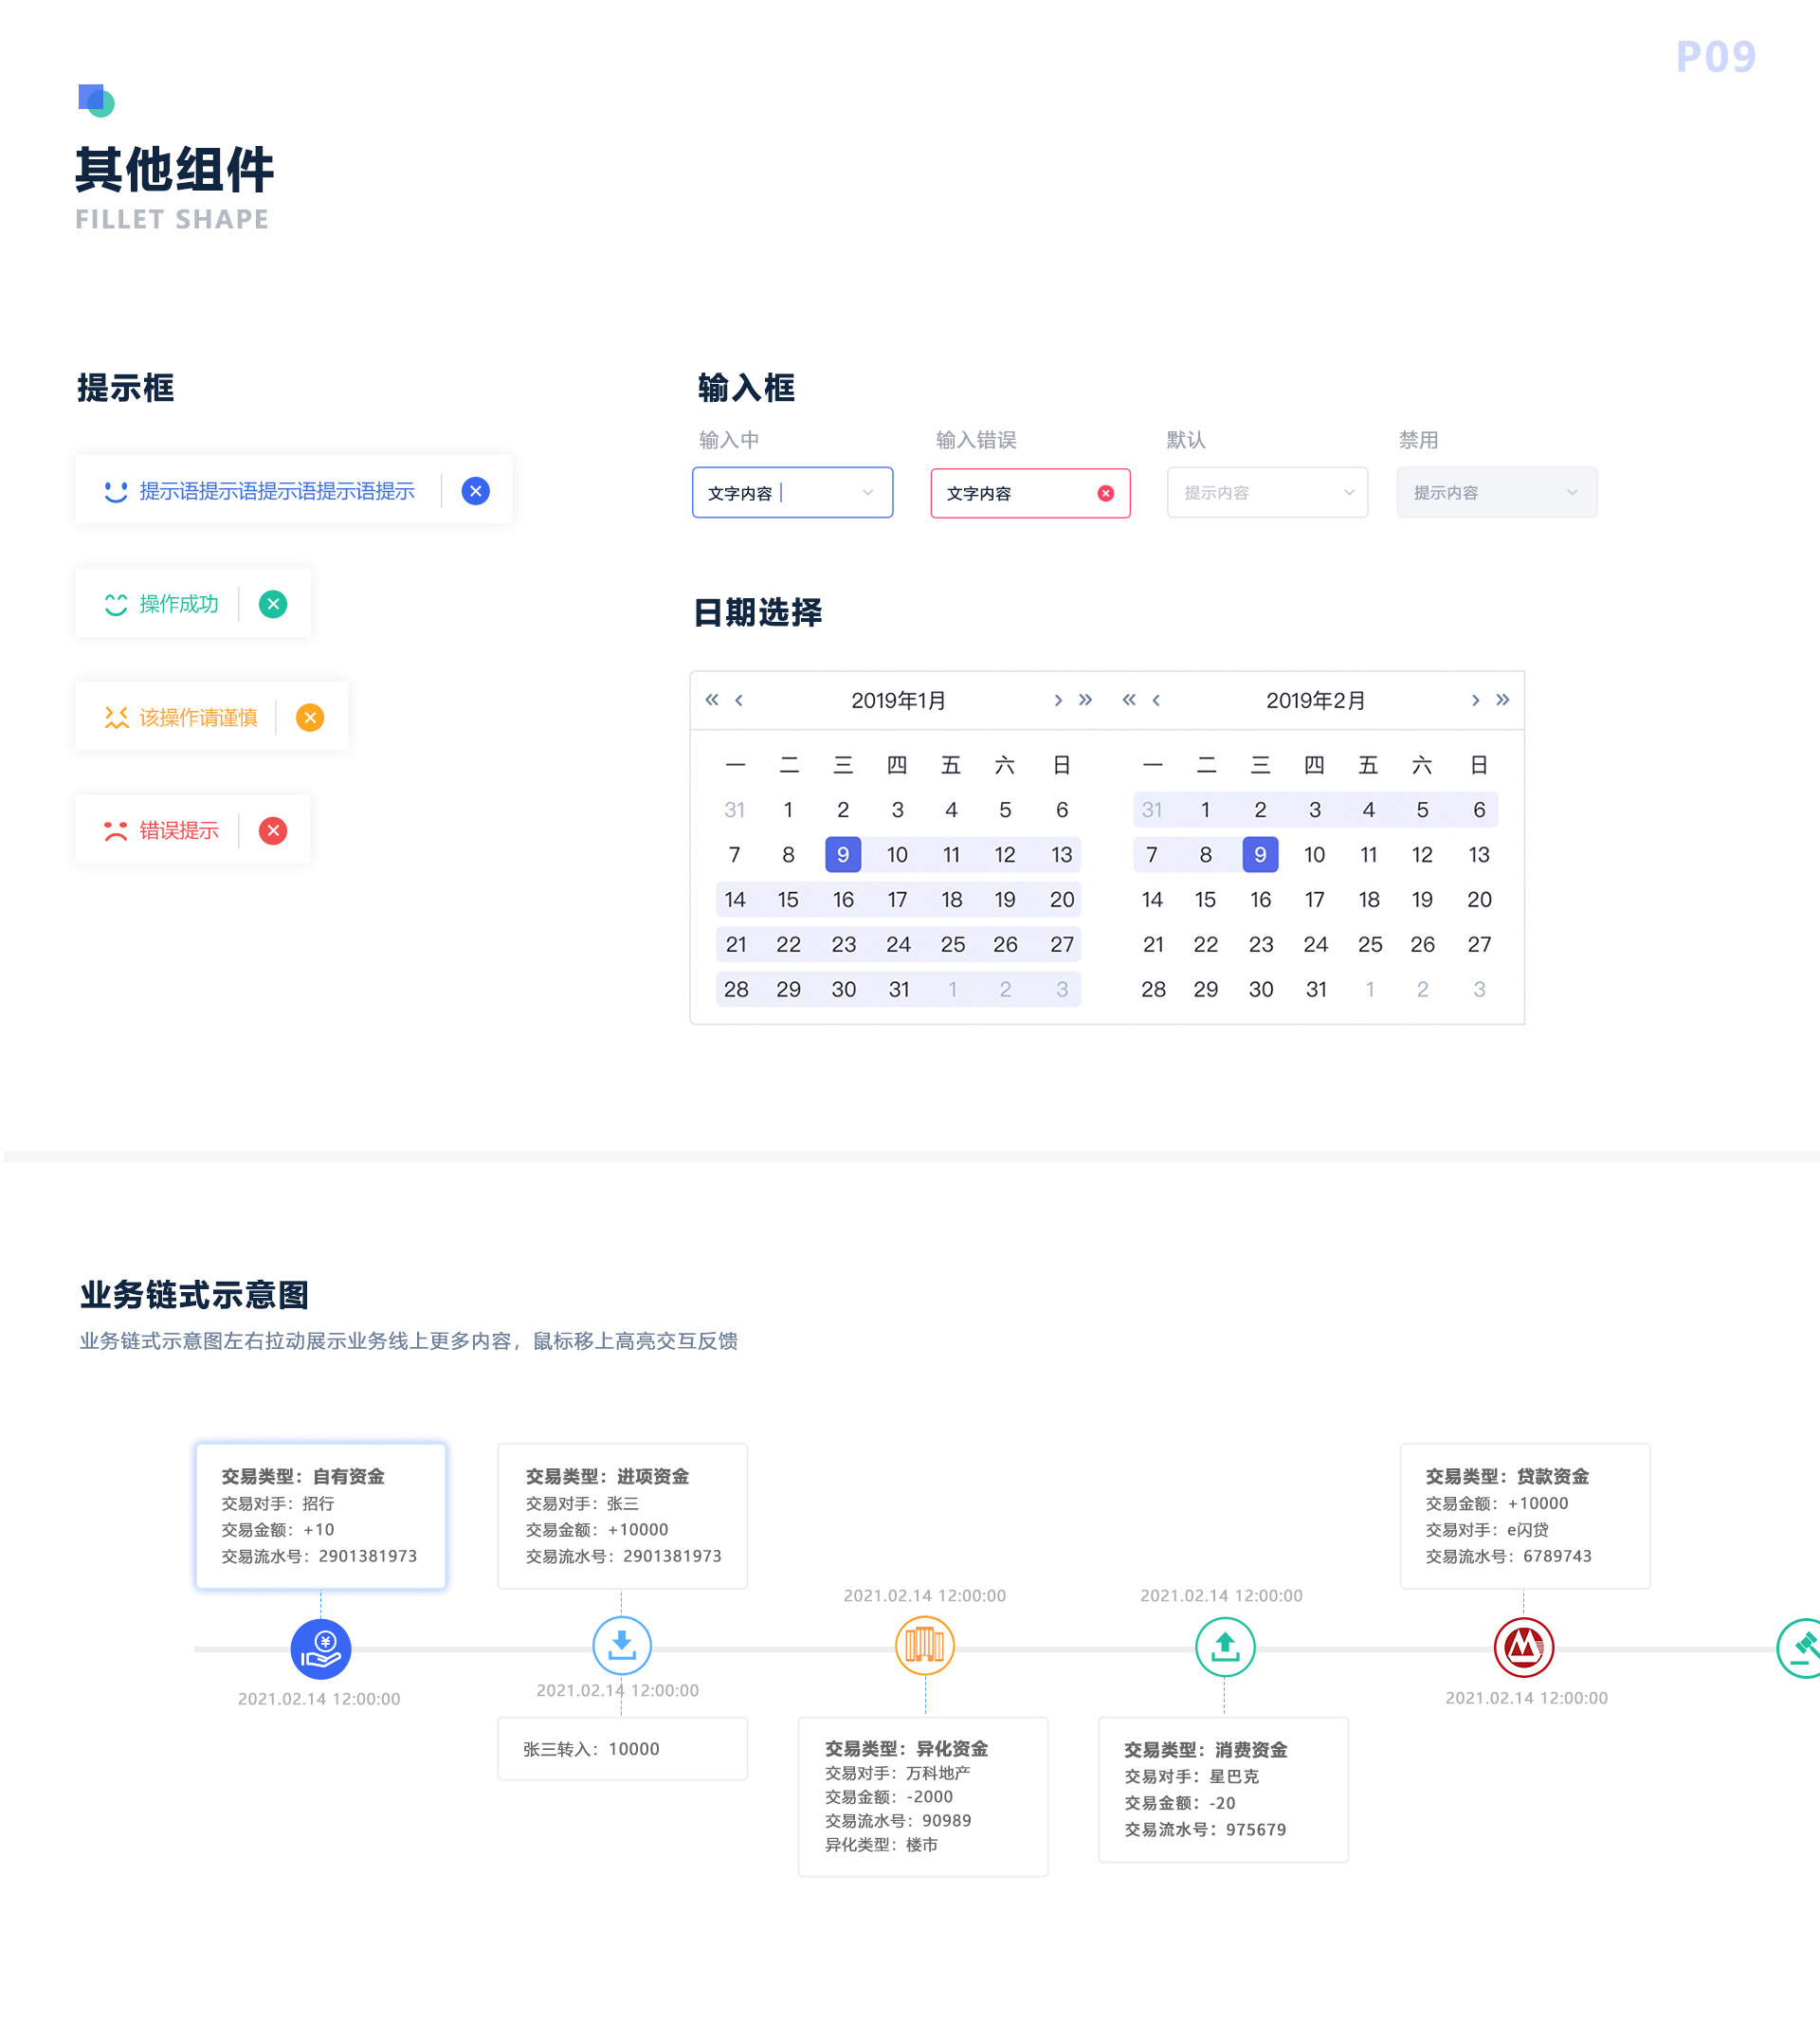 P09
其他组件
FILLET SHAPE
提示框
提示语提示语提示语提示语提示
操作成功
该操作请谨慎
错误提示
输入框
输入中 输入错误 默认 禁用
文字内容 文字内容 提示内容 提示内容
日期选择
« ‹ 2019年1月 › »
一 二 三 四 五 六 日
31 1 2 3 4 5 6
7 8 9 10 11 12 13
14 15 16 17 18 19 20
21 22 23 24 25 26 27
28 29 30 31 1 2 3
« ‹ 2019年2月 › »
一 二 三 四 五 六 日
31 1 2 3 4 5 6
7 8 9 10 11 12 13
14 15 16 17 18 19 20
21 22 23 24 25 26 27
28 29 30 31 1 2 3
业务链式示意图
业务链式示意图左右拉动展示业务线上更多内容，鼠标移上高亮交互反馈
交易类型：自有资金
交易对手：招行
交易金额：+10
交易流水号：2901381973
¥
2021.02.14 12:00:00
交易类型：进项资金
交易对手：张三
交易金额：+10000
交易流水号：2901381973
2021.02.14 12:00:00
张三转入：10000
2021.02.14 12:00:00
交易类型：异化资金
交易对手：万科地产
交易金额：-2000
交易流水号：90989
异化类型：楼市
2021.02.14 12:00:00
交易类型：消费资金
交易对手：星巴克
交易金额：-20
交易流水号：975679
交易类型：贷款资金
交易金额：+10000
交易对手：e闪贷
交易流水号：6789743
2021.02.14 12:00:00